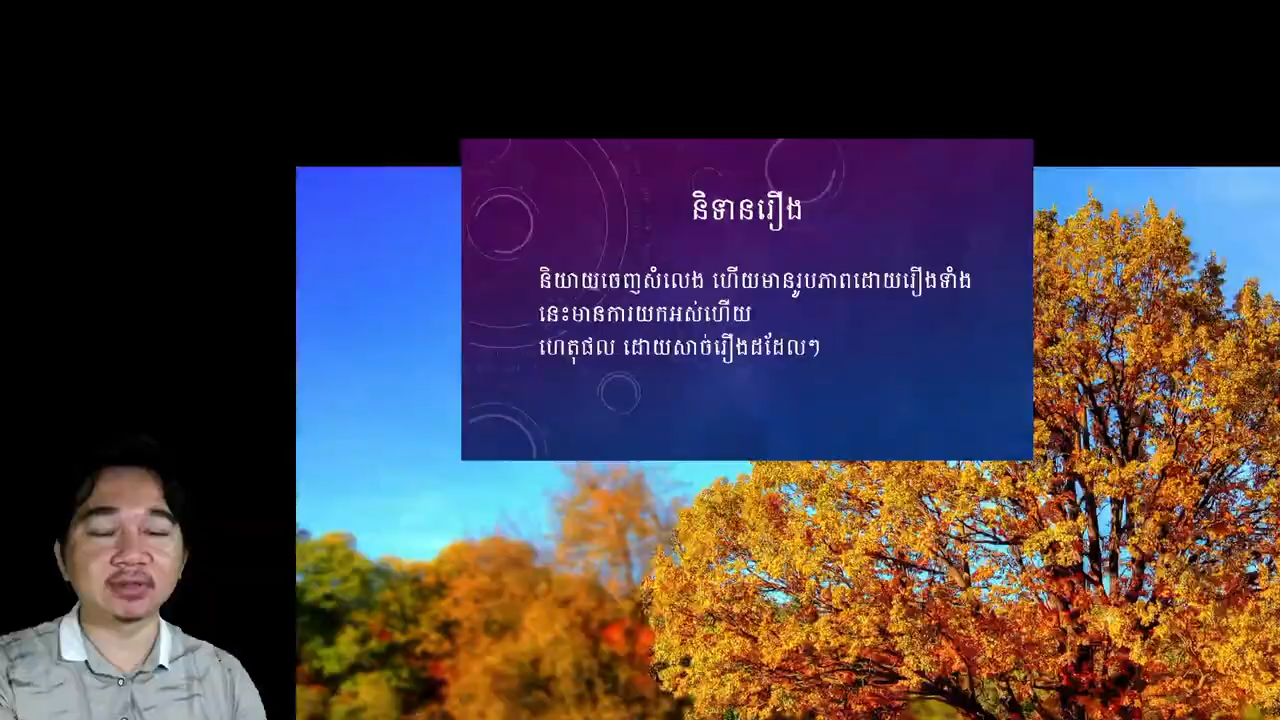 និទានរឿង
និយាយចេញសំលេង ហើយមានរូបភាពដោយរឿងទាំង
នេះមានការយកអស់ហើយ
ហេតុផល ដោយសាច់រឿងដដែលៗ